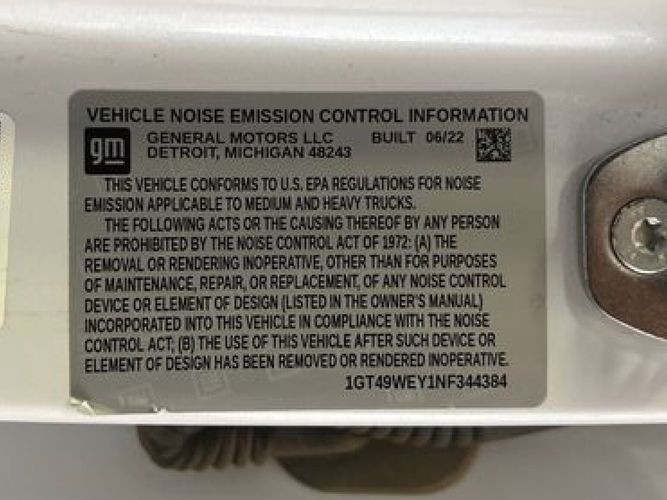 VEHICLE NOISE EMISSION CONTROL INFORMATION
gm
GENERAL MOTORS LLC BUILT 06/22
DETROIT, MICHIGAN 48243
THIS VEHICLE CONFORMS TO U.S. EPA REGULATIONS FOR NOISE
EMISSION APPLICABLE TO MEDIUM AND HEAVY TRUCKS.
THE FOLLOWING ACTS OR THE CAUSING THEREOF BY ANY PERSON
ARE PROHIBITED BY THE NOISE CONTROL ACT OF 1972: (A) THE
REMOVAL OR RENDERING INOPERATIVE, OTHER THAN FOR PURPOSES
OF MAINTENANCE, REPAIR, OR REPLACEMENT, OF ANY NOISE CONTROL
DEVICE OR ELEMENT OF DESIGN (LISTED IN THE OWNER'S MANUAL)
INCORPORATED INTO THIS VEHICLE IN COMPLIANCE WITH THE NOISE
CONTROL ACT; (B) THE USE OF THIS VEHICLE AFTER SUCH DEVICE OR
ELEMENT OF DESIGN HAS BEEN REMOVED OR RENDERED INOPERATIVE.
1GT49WEY1NF344384